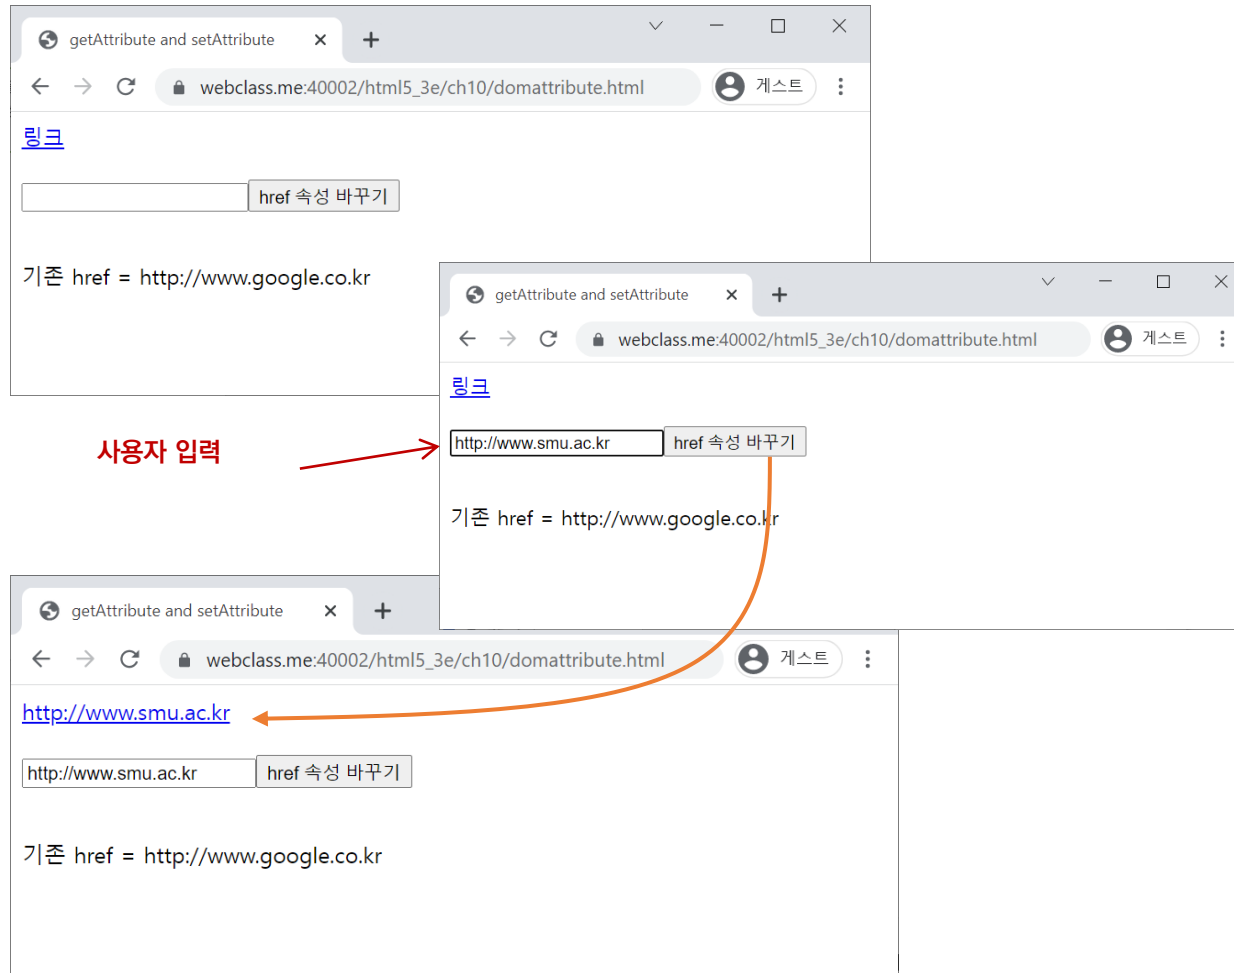 getAttribute and setAttribute
webclass.me:40002/html5_3e/ch10/domattribute.html
게스트
링크
href 속성 바꾸기
기존 href = http://www.google.co.kr
getAttribute and setAttribute
webclass.me:40002/html5_3e/ch10/domattribute.html
게스트
링크
사용자 입력
http://www.smu.ac.kr href 속성 바꾸기
기존 href = http://www.google.co.kr
getAttribute and setAttribute
webclass.me:40002/html5_3e/ch10/domattribute.html
게스트
http://www.smu.ac.kr
http://www.smu.ac.kr href 속성 바꾸기
기존 href = http://www.google.co.kr